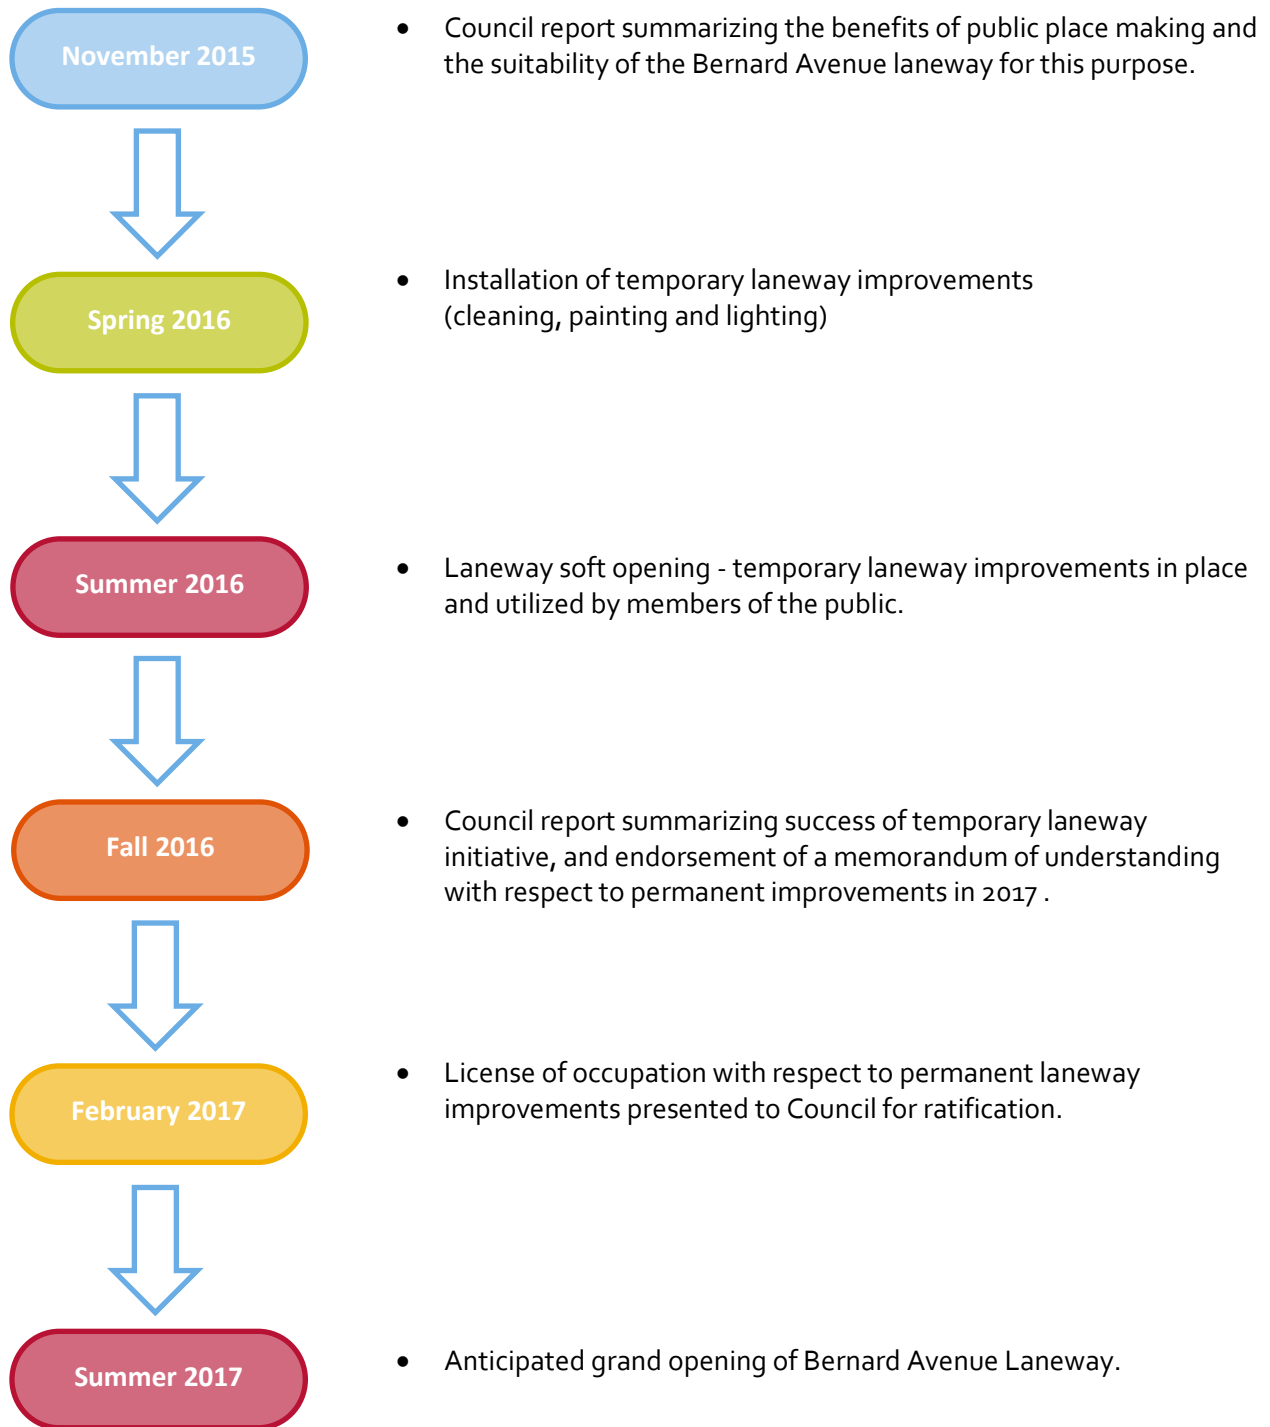 November 2015
• Council report summarizing the benefits of public place making and
the suitability of the Bernard Avenue laneway for this purpose.
Spring 2016
• Installation of temporary laneway improvements
(cleaning, painting and lighting)
Summer 2016
• Laneway soft opening - temporary laneway improvements in place
and utilized by members of the public.
Fall 2016
• Council report summarizing success of temporary laneway
initiative, and endorsement of a memorandum of understanding
with respect to permanent improvements in 2017 .
February 2017
• License of occupation with respect to permanent laneway
improvements presented to Council for ratification.
Summer 2017
• Anticipated grand opening of Bernard Avenue Laneway.